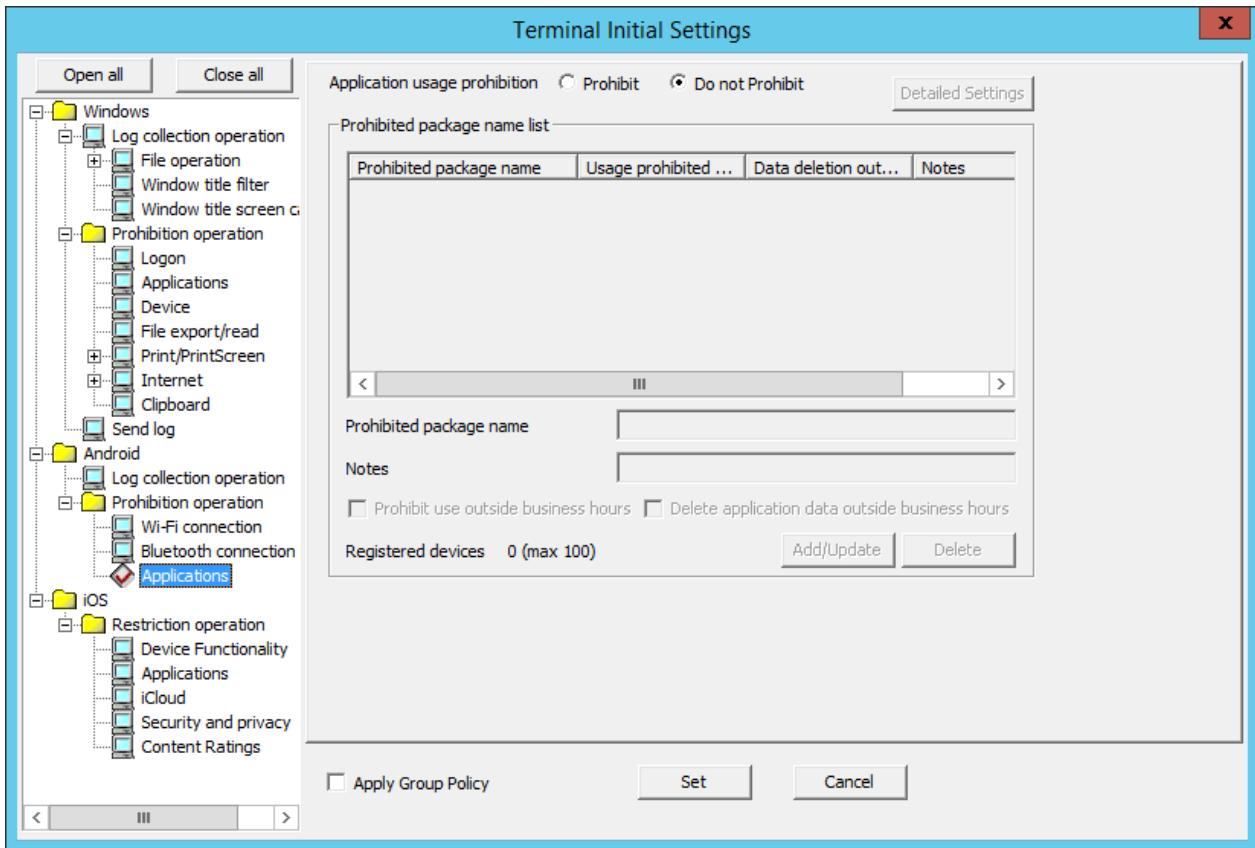 Terminal Initial Settings
x
Open all
Close all
Windows
Log collection operation
File operation
Window title filter
Window title screen
Prohibition operation
Logon
Applications
Device
File export/read
Print/PrintScreen
Internet
Clipboard
Send log
Android
Log collection operation
Prohibition operation
Wi-Fi connection
Bluetooth connection
Applications
iOS
Restriction operation
Device Functionality
Applications
iCloud
Security and privacy
Content Ratings
Application usage prohibition Prohibit Do not Prohibit
Detailed Settings
Prohibited package name list
Prohibited package name Usage prohibited ... Data deletion out... Notes
Prohibited package name
Notes
Prohibit use outside business hours Delete application data outside business hours
Registered devices 0 (max 100)
Add/Update Delete
Apply Group Policy Set Cancel